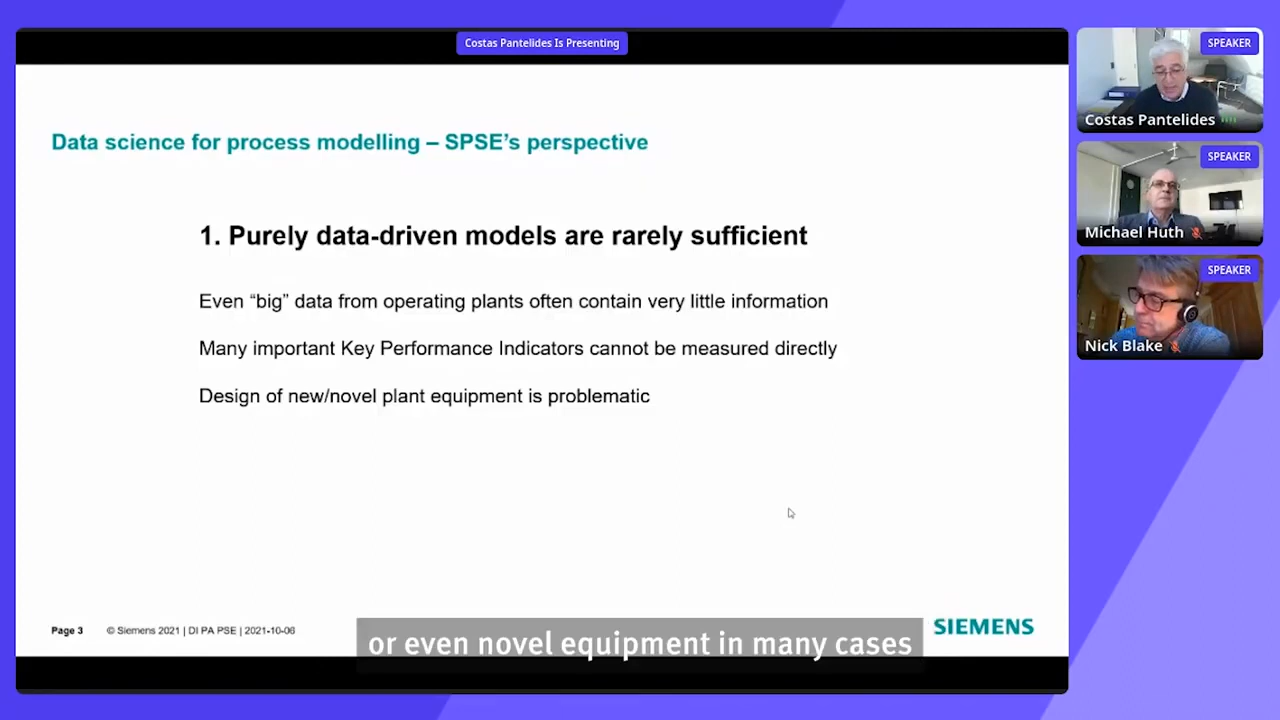 Costas Pantelides Is Presenting
Data science for process modelling – SPSE's perspective
1. Purely data-driven models are rarely sufficient
Even “big” data from operating plants often contain very little information
Many important Key Performance Indicators cannot be measured directly
Design of new/novel plant equipment is problematic
Page 3 © Siemens 2021 | DI PA PSE | 2021-10-06
SIEMENS
or even novel equipment in many cases
SPEAKER
Costas Pantelides
SPEAKER
Michael Huth
SPEAKER
Nick Blake